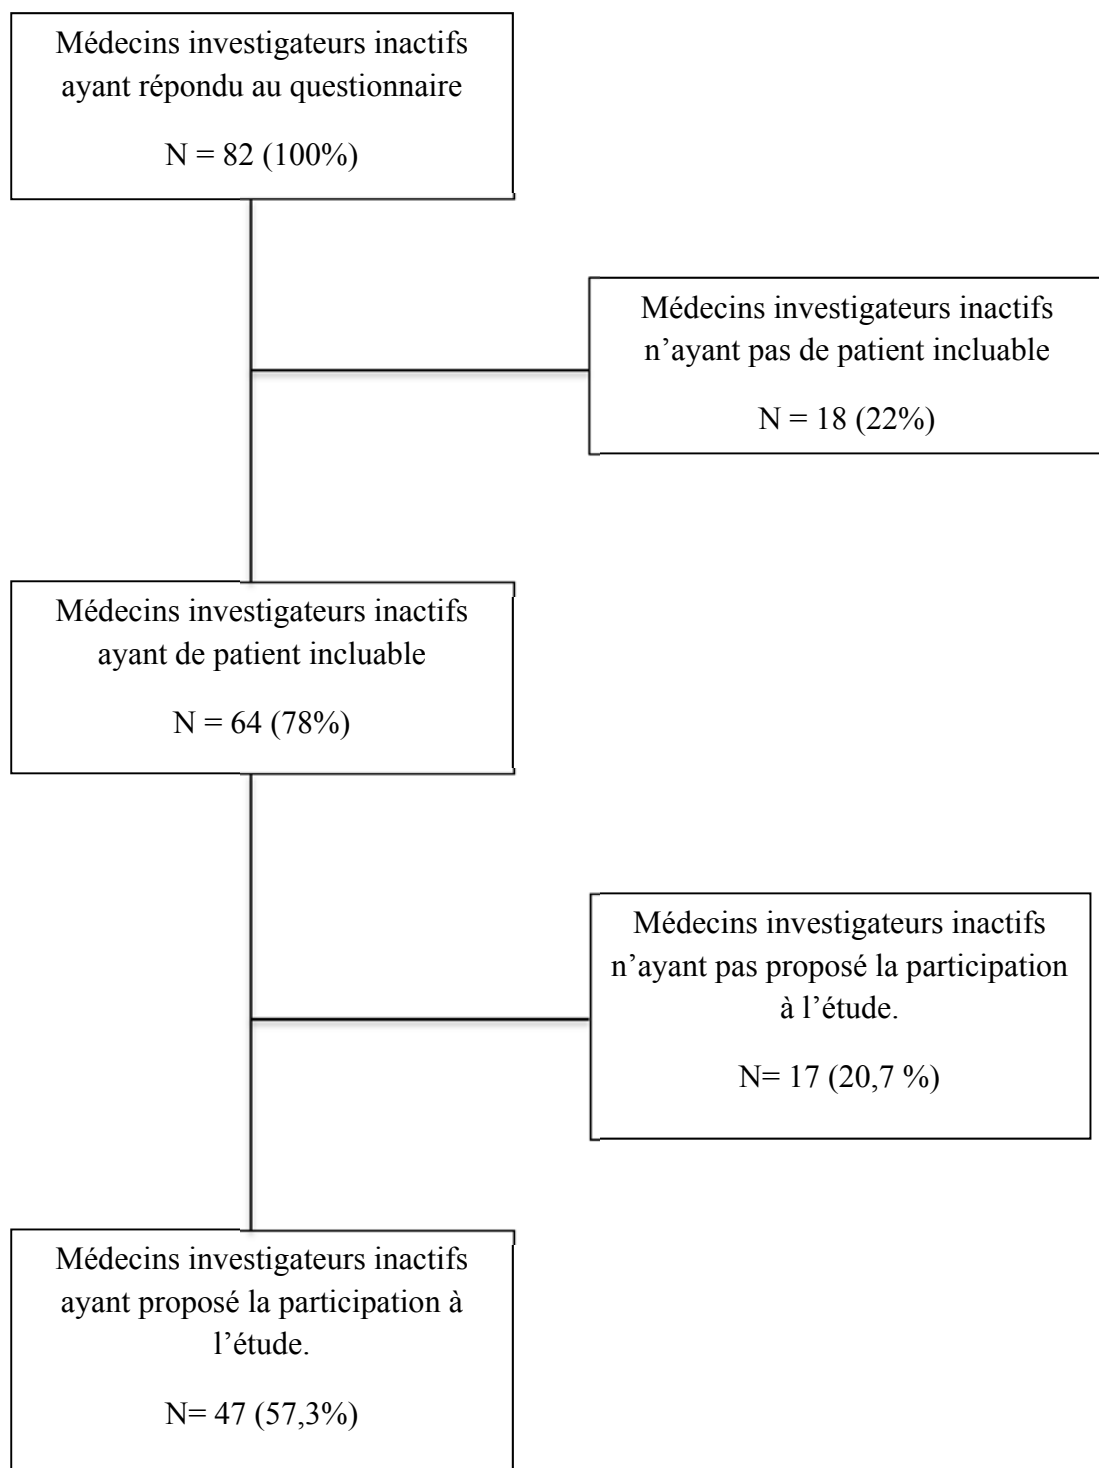 Médecins investigateurs inactifs
ayant répondu au questionnaire
N = 82 (100%)
Médecins investigateurs inactifs
n’ayant pas de patient incluable
N = 18 (22%)
Médecins investigateurs inactifs
ayant de patient incluable
N = 64 (78%)
Médecins investigateurs inactifs
n’ayant pas proposé la participation
à l’étude.
N= 17 (20,7 %)
Médecins investigateurs inactifs
ayant proposé la participation à
l’étude.
N= 47 (57,3%)